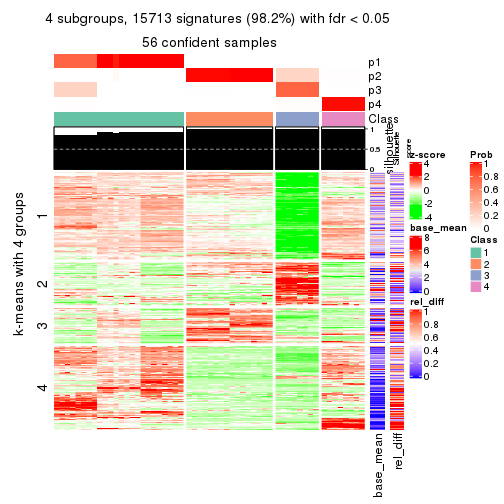 4 subgroups, 15713 signatures (98.2%) with fdr < 0.05
56 confident samples
p1
p2
p3
p4
Class
1
0.5
0
silhouette
Silhouette
score
k-means with 4 groups
1
2
3
4
base_mean
rel_diff
z-score
4
2
0
-2
-4
base_mean
8
6
4
2
0
rel_diff
1
0.8
0.6
0.4
0.2
0
Prob
1
0.8
0.6
0.4
0.2
0
Class
1
2
3
4